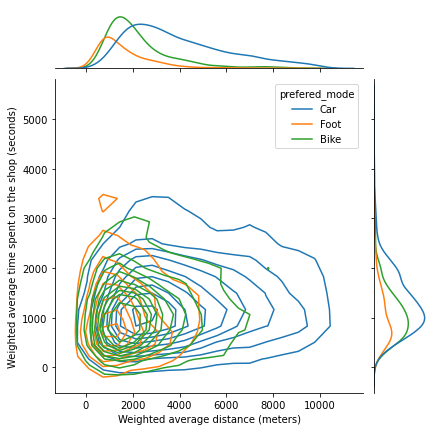 prefered_mode
Car
Foot
Bike
5000
4000
3000
2000
1000
0
Weighted average time spent on the shop (seconds)
0 2000 4000 6000 8000 10000
Weighted average distance (meters)